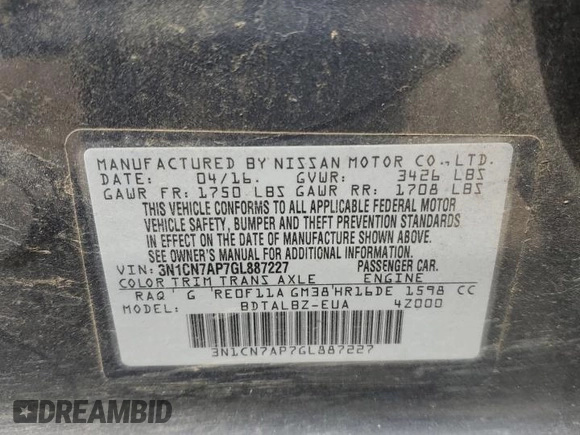 MANUFACTURED BY NISSAN MOTOR CO., LTD.
DATE: 04/16. GVWR: 3426 LBS
GAWR FR: 1750 LBS GAWR RR: 1708 LBS
THIS VEHICLE CONFORMS TO ALL APPLICABLE FEDERAL MOTOR
VEHICLE SAFETY, BUMPER AND THEFT PREVENTION STANDARDS
IN EFFECT ON THE DATE OF MANUFACTURE SHOWN ABOVE.
SEE OWNER'S MANUAL FOR ADDITIONAL INFORMATION.
VIN: 3N1CN7AP7GL887227 PASSENGER CAR.
COLOR TRIM TRANS AXLE ENGINE
RAQ G RE0F11A GM38 HR16DE 1598 CC
MODEL: BDTALBZ-EUA 4Z000
3N1CN7AP7GL887227
DREAMBID